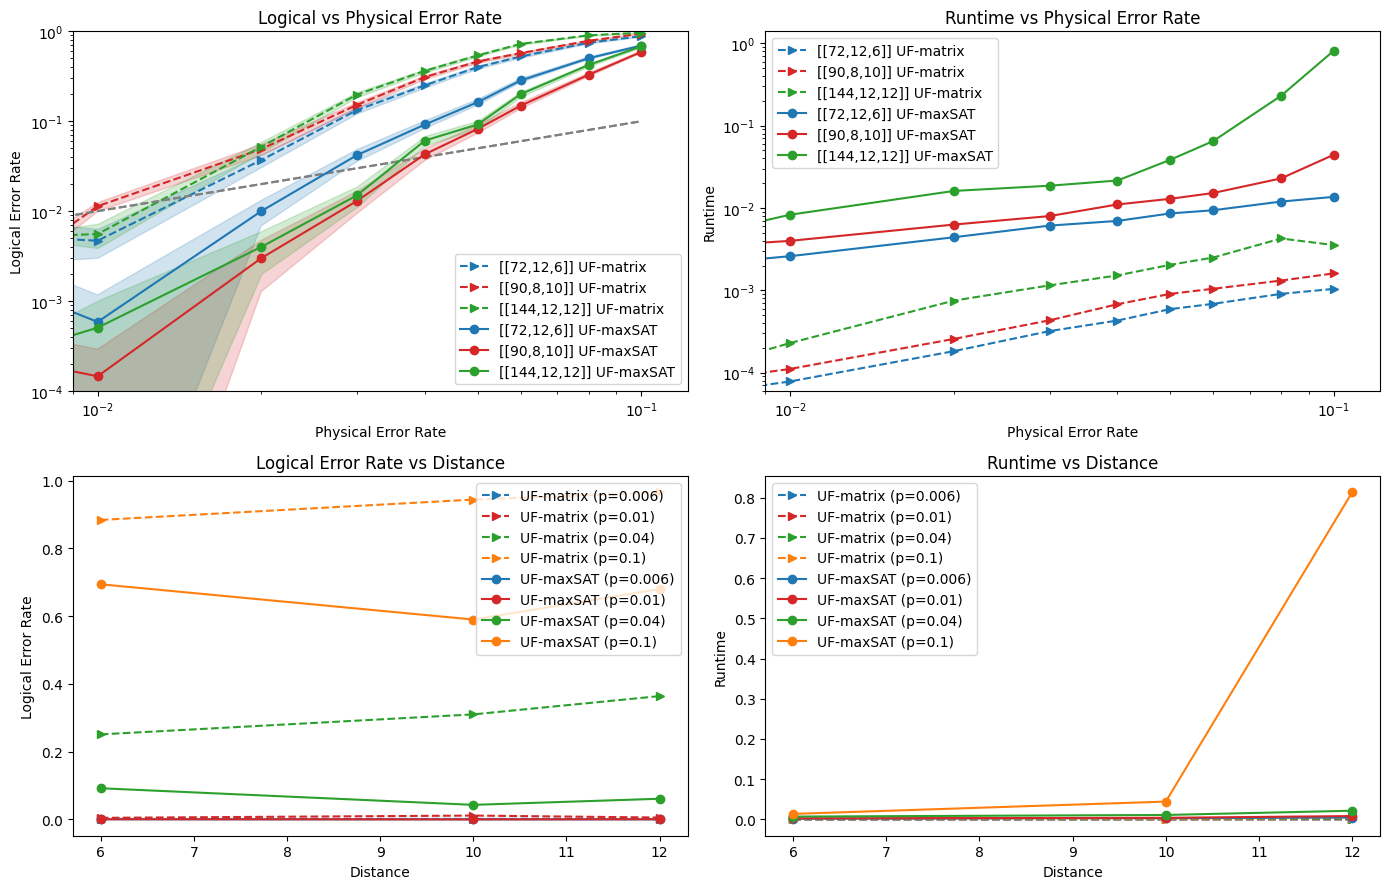 Logical vs Physical Error Rate
Logical Error Rate
10⁰
10⁻¹
10⁻²
10⁻³
10⁻⁴
[[72,12,6]] UF-matrix
[[90,8,10]] UF-matrix
[[144,12,12]] UF-matrix
[[72,12,6]] UF-maxSAT
[[90,8,10]] UF-maxSAT
[[144,12,12]] UF-maxSAT
10⁻² 10⁻¹
Physical Error Rate
Runtime vs Physical Error Rate
Runtime
10⁰
10⁻¹
10⁻²
10⁻³
10⁻⁴
[[72,12,6]] UF-matrix
[[90,8,10]] UF-matrix
[[144,12,12]] UF-matrix
[[72,12,6]] UF-maxSAT
[[90,8,10]] UF-maxSAT
[[144,12,12]] UF-maxSAT
10⁻² 10⁻¹
Physical Error Rate
Logical Error Rate vs Distance
Logical Error Rate
1.0
0.8
0.6
0.4
0.2
0.0
UF-matrix (p=0.006)
UF-matrix (p=0.01)
UF-matrix (p=0.04)
UF-matrix (p=0.1)
UF-maxSAT (p=0.006)
UF-maxSAT (p=0.01)
UF-maxSAT (p=0.04)
UF-maxSAT (p=0.1)
6 7 8 9 10 11 12
Distance
Runtime vs Distance
Runtime
0.8
0.7
0.6
0.5
0.4
0.3
0.2
0.1
0.0
UF-matrix (p=0.006)
UF-matrix (p=0.01)
UF-matrix (p=0.04)
UF-matrix (p=0.1)
UF-maxSAT (p=0.006)
UF-maxSAT (p=0.01)
UF-maxSAT (p=0.04)
UF-maxSAT (p=0.1)
6 7 8 9 10 11 12
Distance